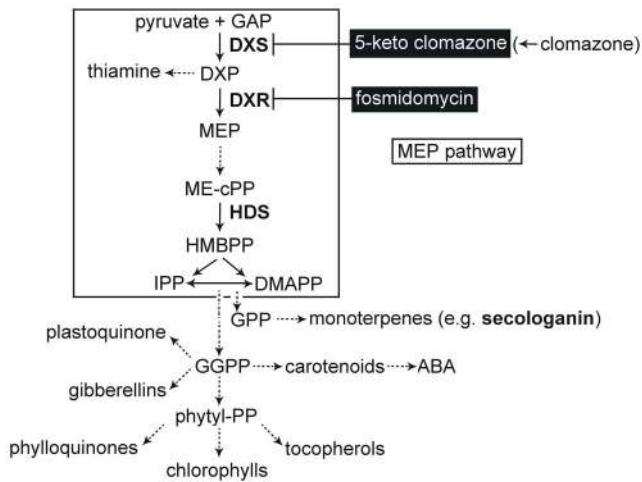 pyruvate + GAP
DXS
5-keto clomazone (← clomazone)
thiamine
DXP
DXR
fosmidomycin
MEP
MEP pathway
ME-cPP
HDS
HMBPP
IPP
DMAPP
GPP
monoterpenes (e.g. secologanin)
plastoquinone
GGPP
carotenoids
ABA
gibberellins
phytyl-PP
phylloquinones
tocopherols
chlorophylls